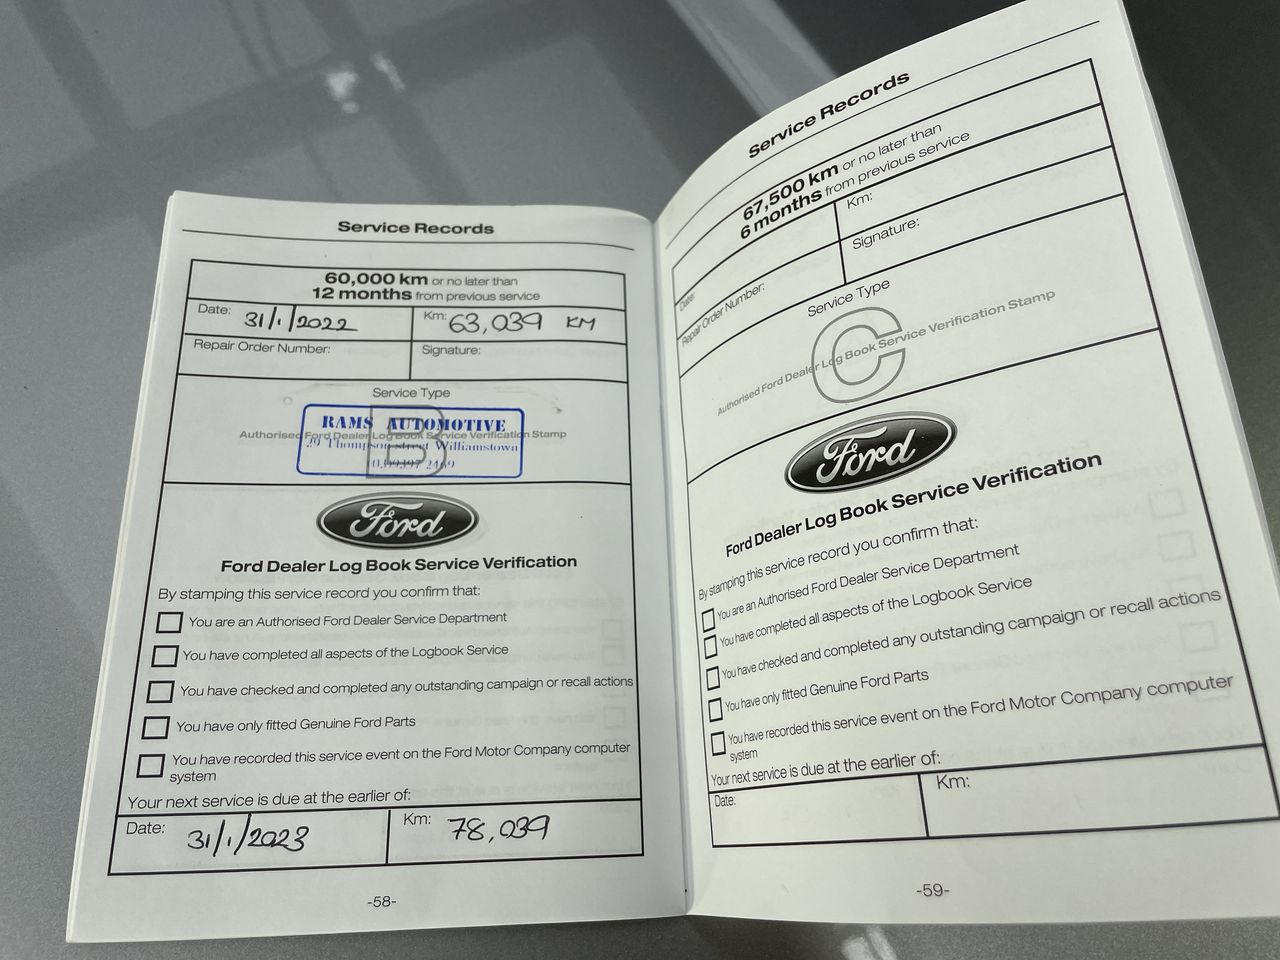 Service Records
60,000 km or no later than
12 months from previous service
Date: 31/1/2022
Km: 63,039 KM
Repair Order Number:
Signature:
Service Type
B
RAMS AUTOMOTIVE
Authorised Ford Dealer Log Book Service Verification Stamp
Thompson street Williamstown
Ford
Ford Dealer Log Book Service Verification
By stamping this service record you confirm that:
You are an Authorised Ford Dealer Service Department
You have completed all aspects of the Logbook Service
You have checked and completed any outstanding campaign or recall actions
You have only fitted Genuine Ford Parts
You have recorded this service event on the Ford Motor Company computer
system
Your next service is due at the earlier of:
Date: 31/1/2023
Km: 78,039
-58-
Service Records
67,500 km or no later than
6 months from previous service
Date:
Km:
Repair Order Number:
Signature:
Service Type
C
Authorised Ford Dealer Log Book Service Verification Stamp
Ford
Ford Dealer Log Book Service Verification
By stamping this service record you confirm that:
You are an Authorised Ford Dealer Service Department
You have completed all aspects of the Logbook Service
You have checked and completed any outstanding campaign or recall actions
You have only fitted Genuine Ford Parts
You have recorded this service event on the Ford Motor Company computer
system
Your next service is due at the earlier of:
Date:
Km:
-59-